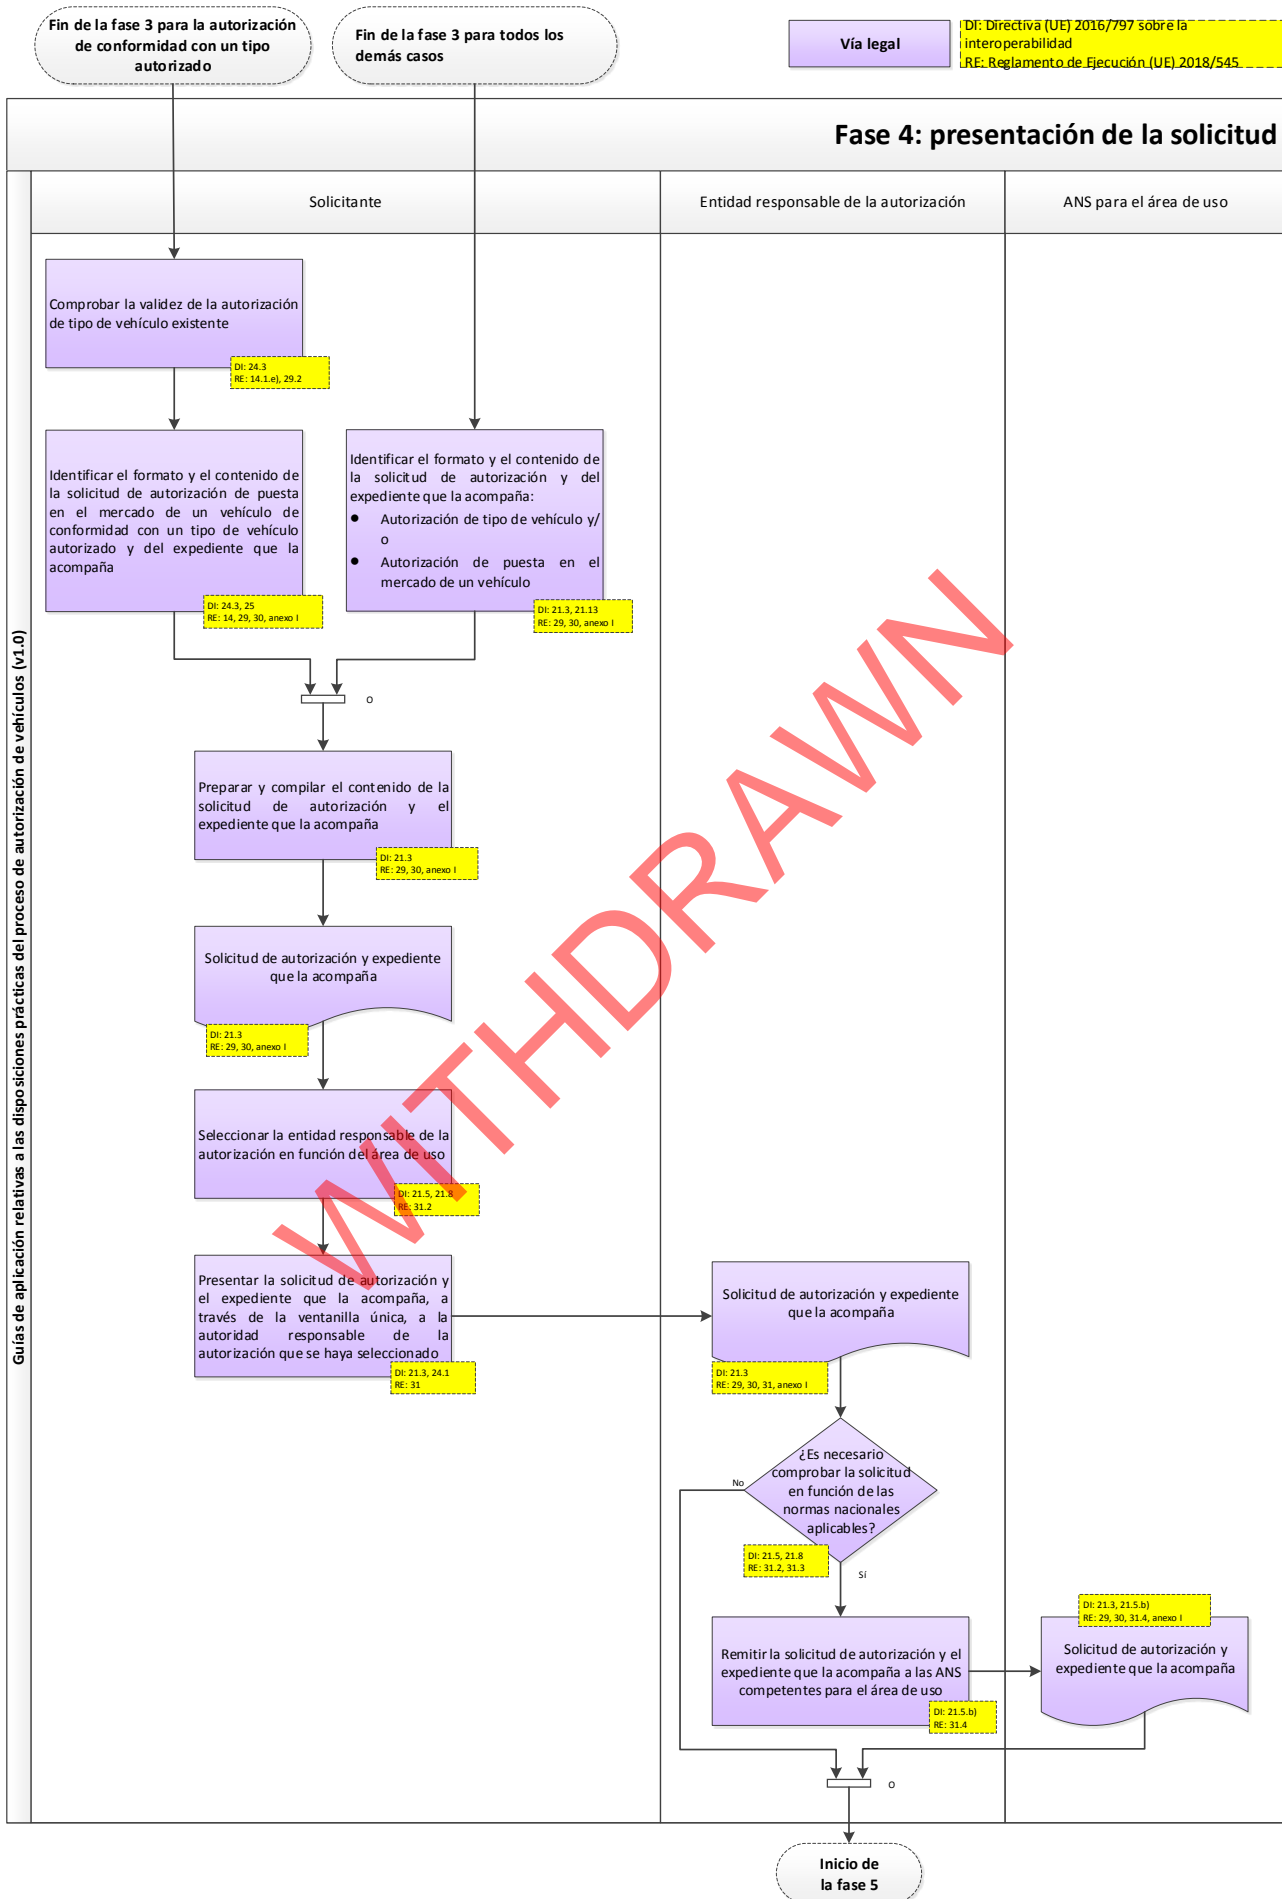 Fin de la fase 3 para la autorización
de conformidad con un tipo
autorizado
Fin de la fase 3 para todos los
demás casos
Vía legal
DI: Directiva (UE) 2016/797 sobre la
interoperabilidad
RE: Reglamento de Ejecución (UE) 2018/545
Fase 4: presentación de la solicitud
Guías de aplicación relativas a las disposiciones prácticas del proceso de autorización de vehículos (v1.0)
Solicitante
Entidad responsable de la autorización
ANS para el área de uso
Comprobar la validez de la autorización
de tipo de vehículo existente
DI: 24.3
RE: 14.1.e), 29.2
Identificar el formato y el contenido de
la solicitud de autorización de puesta
en el mercado de un vehículo de
conformidad con un tipo de vehículo
autorizado y del expediente que la
acompaña
DI: 24.3, 25
RE: 14, 29, 30, anexo I
Identificar el formato y el contenido de
la solicitud de autorización y del
expediente que la acompaña:
● Autorización de tipo de vehículo y/
o
● Autorización de puesta en el
mercado de un vehículo
DI: 21.3, 21.13
RE: 29, 30, anexo I
O
Preparar y compilar el contenido de la
solicitud de autorización y el
expediente que la acompaña
DI: 21.3
RE: 29, 30, anexo I
Solicitud de autorización y expediente
que la acompaña
DI: 21.3
RE: 29, 30, anexo I
Seleccionar la entidad responsable de la
autorización en función del área de uso
DI: 21.5, 21.8
RE: 31.2
Presentar la solicitud de autorización y
el expediente que la acompaña, a
través de la ventanilla única, a la
autoridad responsable de la
autorización que se haya seleccionado
DI: 21.3, 24.1
RE: 31
Solicitud de autorización y expediente
que la acompaña
DI: 21.3
RE: 29, 30, 31, anexo I
¿Es necesario
comprobar la solicitud
en función de las
normas nacionales
aplicables?
No
DI: 21.5, 21.8
RE: 31.2, 31.3
Sí
Remitir la solicitud de autorización y el
expediente que la acompaña a las ANS
competentes para el área de uso
DI: 21.5.b)
RE: 31.4
DI: 21.3, 21.5.b)
RE: 29, 30, 31.4, anexo I
Solicitud de autorización y
expediente que la acompaña
O
Inicio de
la fase 5
WITHDRAWN